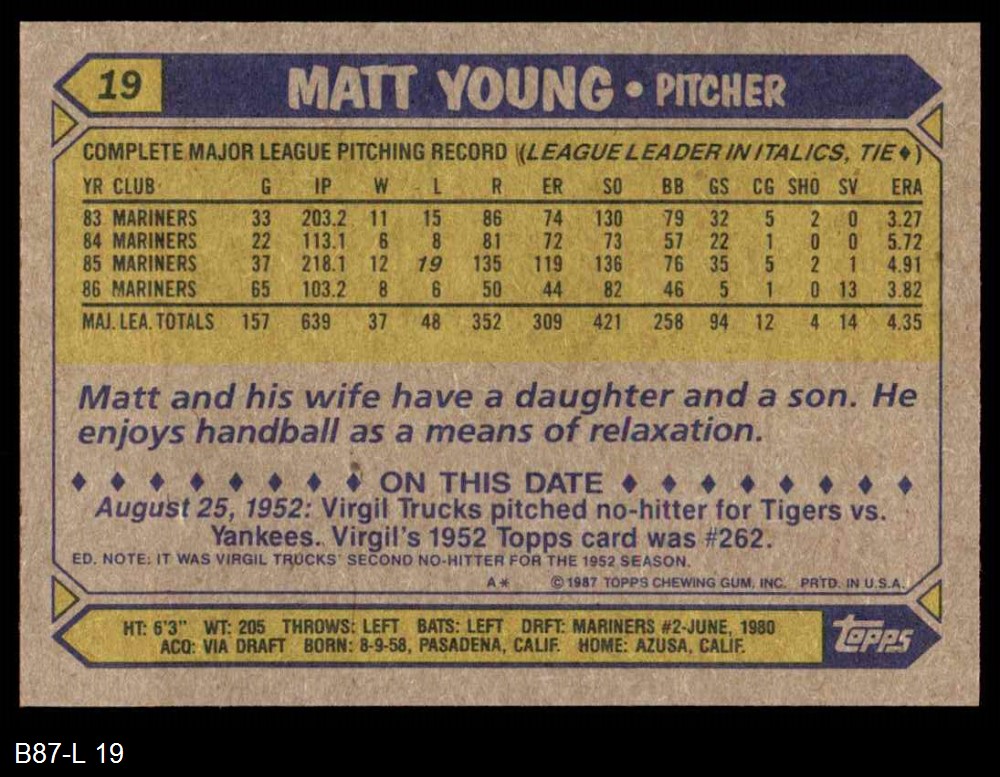 19 MATT YOUNG • PITCHER
COMPLETE MAJOR LEAGUE PITCHING RECORD (LEAGUE LEADER IN ITALICS, TIE♦)
YR CLUB G IP W L R ER SO BB GS CG SHO SV ERA
83 MARINERS 33 203.2 11 15 86 74 130 79 32 5 2 0 3.27
84 MARINERS 22 113.1 6 8 81 72 73 57 22 1 0 0 5.72
85 MARINERS 37 218.1 12 19 135 119 136 76 35 5 2 1 4.91
86 MARINERS 65 103.2 8 6 50 44 82 46 5 1 0 13 3.82
MAJ. LEA. TOTALS 157 639 37 48 352 309 421 258 94 12 4 14 4.35
Matt and his wife have a daughter and a son. He
enjoys handball as a means of relaxation.
♦ ♦ ♦ ♦ ♦ ♦ ♦ ♦ ON THIS DATE ♦ ♦ ♦ ♦ ♦ ♦ ♦ ♦
August 25, 1952: Virgil Trucks pitched no-hitter for Tigers vs.
Yankees. Virgil's 1952 Topps card was #262.
ED. NOTE: IT WAS VIRGIL TRUCKS' SECOND NO-HITTER FOR THE 1952 SEASON.
A* © 1987 TOPPS CHEWING GUM, INC. PRTD. IN U.S.A.
HT: 6'3" WT: 205 THROWS: LEFT BATS: LEFT DRFT: MARINERS #2-JUNE, 1980
ACQ: VIA DRAFT BORN: 8-9-58, PASADENA, CALIF. HOME: AZUSA, CALIF.
topps
B87-L 19